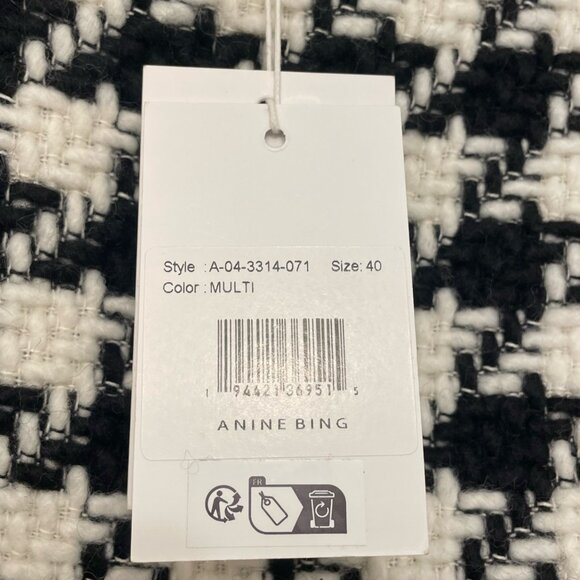 Style : A-04-3314-071 Size: 40
Color : MULTI
1 94421 36951 5
ANINE BING
FR